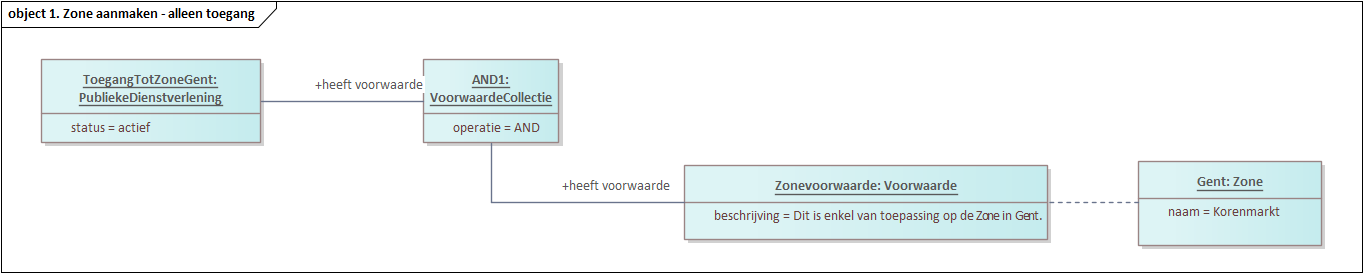 object 1. Zone aanmaken - alleen toegang
ToegangTotZoneGent:
PubliekeDienstverlening
status = actief
+heeft voorwaarde
AND1:
VoorwaardeCollectie
operatie = AND
+heeft voorwaarde
Zonevoorwaarde: Voorwaarde
beschrijving = Dit is enkel van toepassing op de Zone in Gent.
Gent: Zone
naam = Korenmarkt